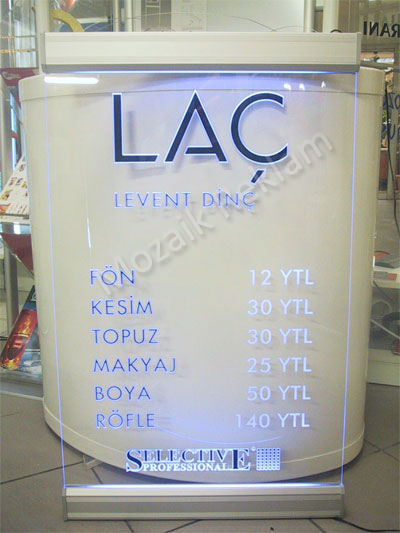 LAÇ
LEVENT DİNÇ
FÖN 12 YTL
KESİM 30 YTL
TOPUZ 30 YTL
MAKYAJ 25 YTL
BOYA 50 YTL
RÖFLE 140 YTL
SELECTIVE
PROFESSIONAL
Mozaik Reklam
RANI